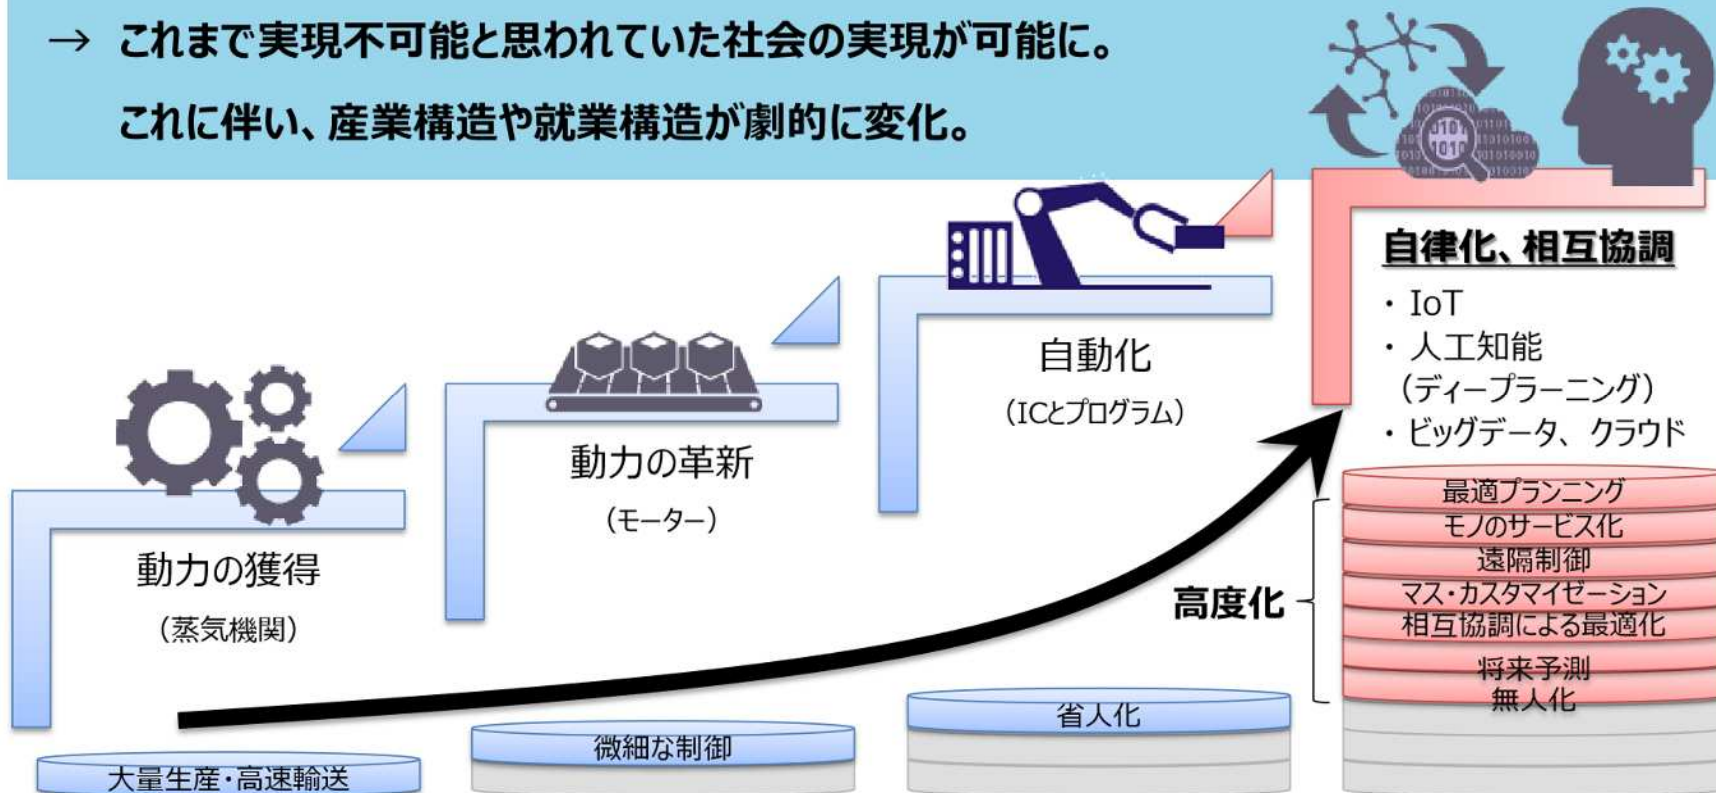 → これまで実現不可能と思われていた社会の実現が可能に。
これに伴い、産業構造や就業構造が劇的に変化。
動力の獲得
（蒸気機関）
大量生産・高速輸送
動力の革新
（モーター）
微細な制御
自動化
（ICとプログラム）
省人化
自律化、相互協調
・ IoT
・ 人工知能
（ディープラーニング）
・ ビッグデータ、クラウド
高度化
最適プランニング
モノのサービス化
遠隔制御
マス・カスタマイゼーション
相互協調による最適化
将来予測
無人化